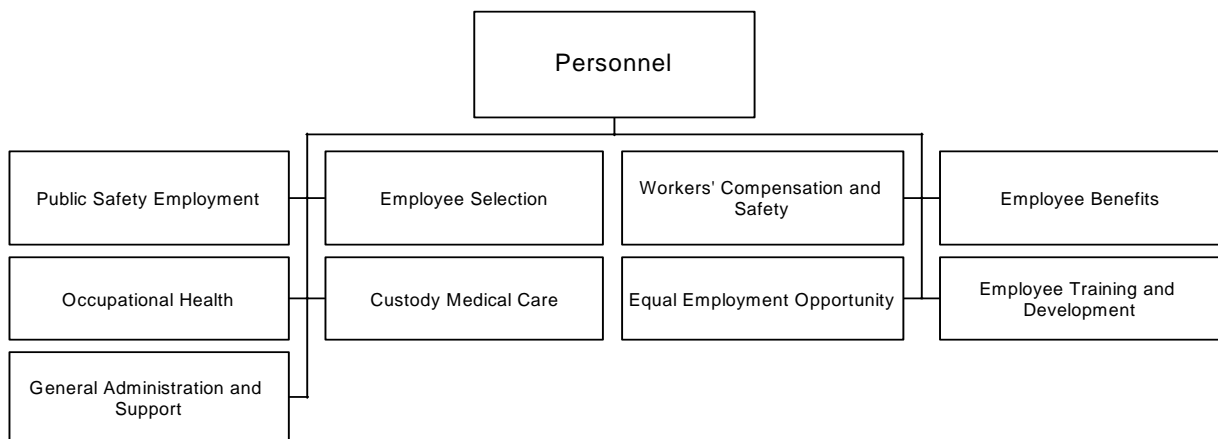 Personnel
Public Safety Employment
Employee Selection
Workers' Compensation and
Safety
Employee Benefits
Occupational Health
Custody Medical Care
Equal Employment Opportunity
Employee Training and
Development
General Administration and
Support